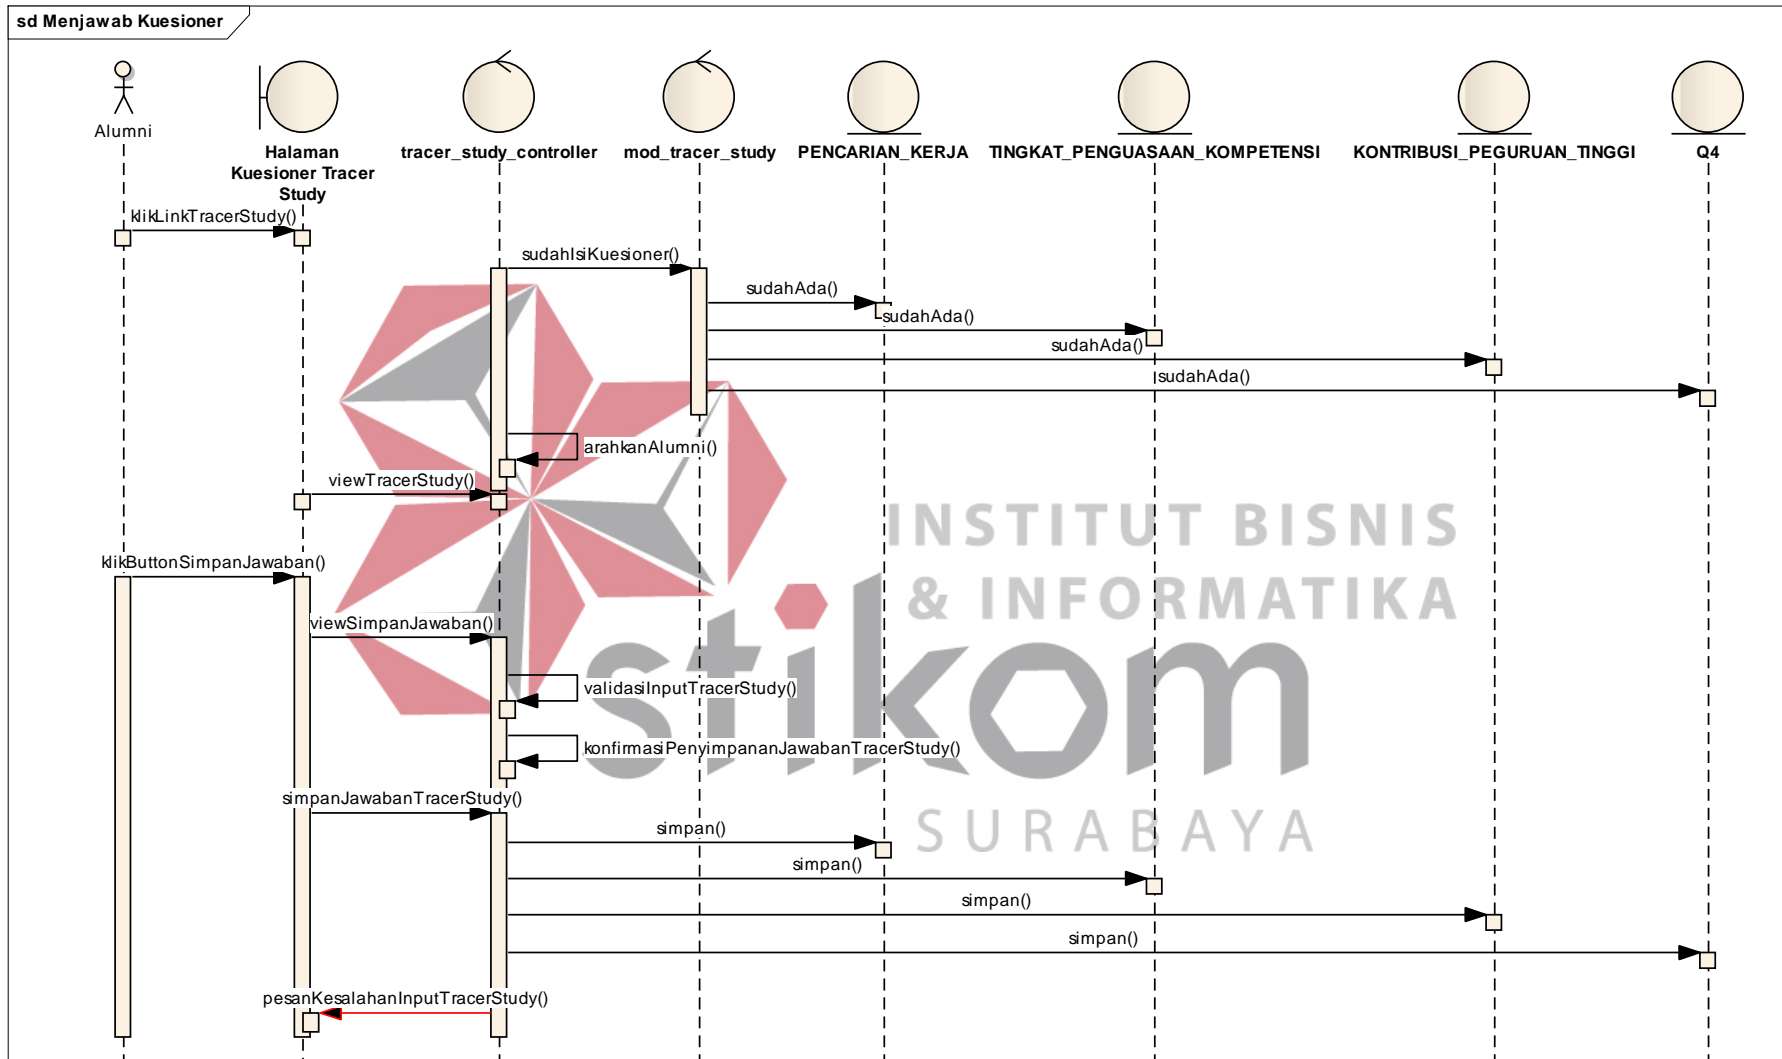 sd Menjawab Kuesioner
Alumni
Halaman
Kuesioner Tracer
Study
tracer_study_controller
mod_tracer_study
PENCARIAN_KERJA
TINGKAT_PENGUASAAN_KOMPETENSI
KONTRIBUSI_PEGURUAN_TINGGI
Q4
klikLinkTracerStudy()
sudahIsiKuesioner()
sudahAda()
sudahAda()
sudahAda()
sudahAda()
arahkanAlumni()
viewTracerStudy()
INSTITUT BISNIS
& INFORMATIKA
stikom
SURABAYA
klikButtonSimpanJawaban()
viewSimpanJawaban()
validasiInputTracerStudy()
konfirmasiPenyimpananJawabanTracerStudy()
simpanJawabanTracerStudy()
simpan()
simpan()
simpan()
simpan()
pesanKesalahanInputTracerStudy()